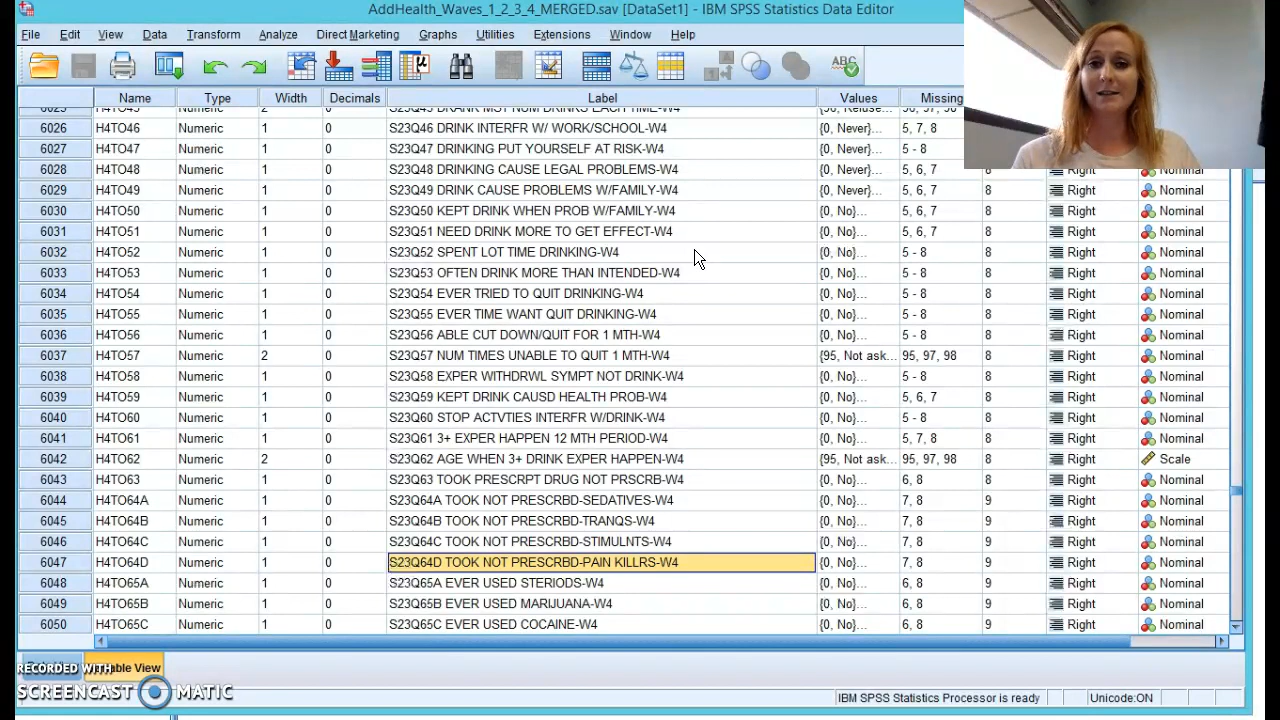 AddHealth_Waves_1_2_3_4_MERGED.sav [DataSet1] - IBM SPSS Statistics Data Editor
File Edit View Data Transform Analyze Direct Marketing Graphs Utilities Extensions Window Help
Name Type Width Decimals Label Values Missing
6026 H4TO46 Numeric 1 0 S23Q46 DRINK INTERFR W/ WORK/SCHOOL-W4 {0, Never}... 5, 7, 8
6027 H4TO47 Numeric 1 0 S23Q47 DRINKING PUT YOURSELF AT RISK-W4 {0, Never}... 5 - 8
6028 H4TO48 Numeric 1 0 S23Q48 DRINKING CAUSE LEGAL PROBLEMS-W4 {0, Never}... 5, 6, 7 8 Right Nominal
6029 H4TO49 Numeric 1 0 S23Q49 DRINK CAUSE PROBLEMS W/FAMILY-W4 {0, Never}... 5, 6, 7 8 Right Nominal
6030 H4TO50 Numeric 1 0 S23Q50 KEPT DRINK WHEN PROB W/FAMILY-W4 {0, No}... 5, 6, 7 8 Right Nominal
6031 H4TO51 Numeric 1 0 S23Q51 NEED DRINK MORE TO GET EFFECT-W4 {0, No}... 5, 6, 7 8 Right Nominal
6032 H4TO52 Numeric 1 0 S23Q52 SPENT LOT TIME DRINKING-W4 {0, No}... 5 - 8 8 Right Nominal
6033 H4TO53 Numeric 1 0 S23Q53 OFTEN DRINK MORE THAN INTENDED-W4 {0, No}... 5 - 8 8 Right Nominal
6034 H4TO54 Numeric 1 0 S23Q54 EVER TRIED TO QUIT DRINKING-W4 {0, No}... 5 - 8 8 Right Nominal
6035 H4TO55 Numeric 1 0 S23Q55 EVER TIME WANT QUIT DRINKING-W4 {0, No}... 5 - 8 8 Right Nominal
6036 H4TO56 Numeric 1 0 S23Q56 ABLE CUT DOWN/QUIT FOR 1 MTH-W4 {0, No}... 5 - 8 8 Right Nominal
6037 H4TO57 Numeric 2 0 S23Q57 NUM TIMES UNABLE TO QUIT 1 MTH-W4 {95, Not ask... 95, 97, 98 8 Right Nominal
6038 H4TO58 Numeric 1 0 S23Q58 EXPER WITHDRWL SYMPT NOT DRINK-W4 {0, No}... 5 - 8 8 Right Nominal
6039 H4TO59 Numeric 1 0 S23Q59 KEPT DRINK CAUSD HEALTH PROB-W4 {0, No}... 5, 6, 7 8 Right Nominal
6040 H4TO60 Numeric 1 0 S23Q60 STOP ACTVTIES INTERFR W/DRINK-W4 {0, No}... 5 - 8 8 Right Nominal
6041 H4TO61 Numeric 1 0 S23Q61 3+ EXPER HAPPEN 12 MTH PERIOD-W4 {0, No}... 5, 7, 8 8 Right Nominal
6042 H4TO62 Numeric 2 0 S23Q62 AGE WHEN 3+ DRINK EXPER HAPPEN-W4 {95, Not ask... 95, 97, 98 8 Right Scale
6043 H4TO63 Numeric 1 0 S23Q63 TOOK PRESCRPT DRUG NOT PRSCRB-W4 {0, No}... 6, 8 8 Right Nominal
6044 H4TO64A Numeric 1 0 S23Q64A TOOK NOT PRESCRBD-SEDATIVES-W4 {0, No}... 7, 8 9 Right Nominal
6045 H4TO64B Numeric 1 0 S23Q64B TOOK NOT PRESCRBD-TRANQS-W4 {0, No}... 7, 8 9 Right Nominal
6046 H4TO64C Numeric 1 0 S23Q64C TOOK NOT PRESCRBD-STIMULNTS-W4 {0, No}... 7, 8 9 Right Nominal
6047 H4TO64D Numeric 1 0 S23Q64D TOOK NOT PRESCRBD-PAIN KILLRS-W4 {0, No}... 7, 8 9 Right Nominal
6048 H4TO65A Numeric 1 0 S23Q65A EVER USED STERIODS-W4 {0, No}... 6, 8 9 Right Nominal
6049 H4TO65B Numeric 1 0 S23Q65B EVER USED MARIJUANA-W4 {0, No}... 6, 8 9 Right Nominal
6050 H4TO65C Numeric 1 0 S23Q65C EVER USED COCAINE-W4 {0, No}... 6, 8 9 Right Nominal
RECORDED WITH
View
SCREENCAST MATIC
IBM SPSS Statistics Processor is ready Unicode:ON